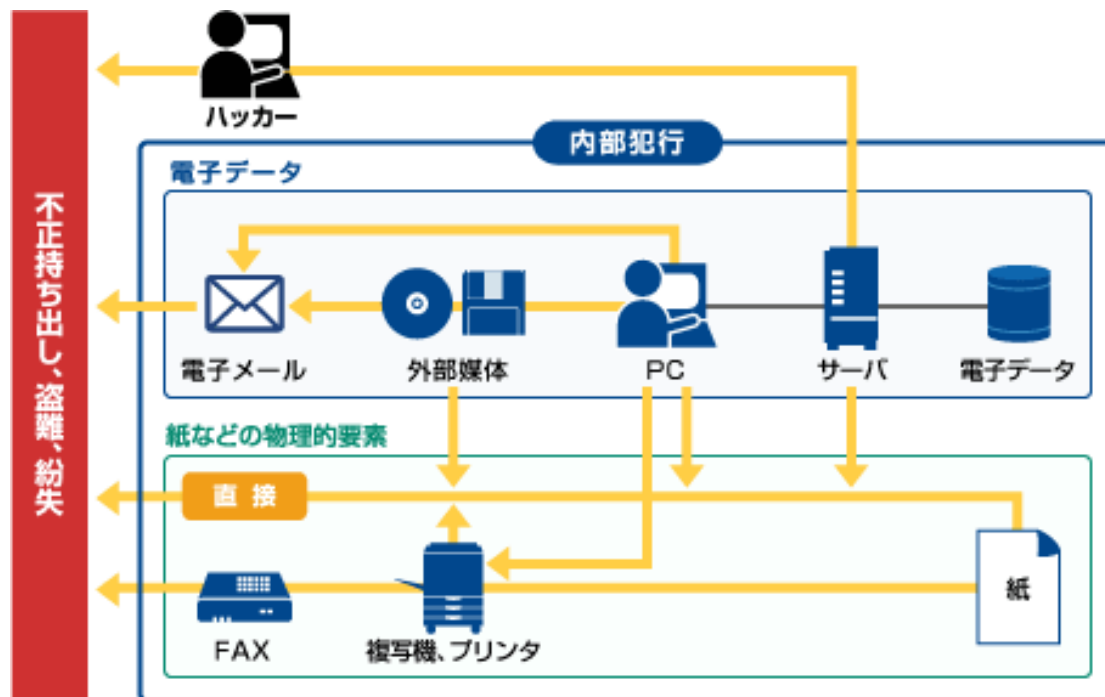 ハッカー
内部犯行
電子データ
不正持ち出し、盗難、紛失
電子メール
外部媒体
PC
サーバ
電子データ
紙などの物理的要素
直接
紙
FAX
複写機、プリンタ